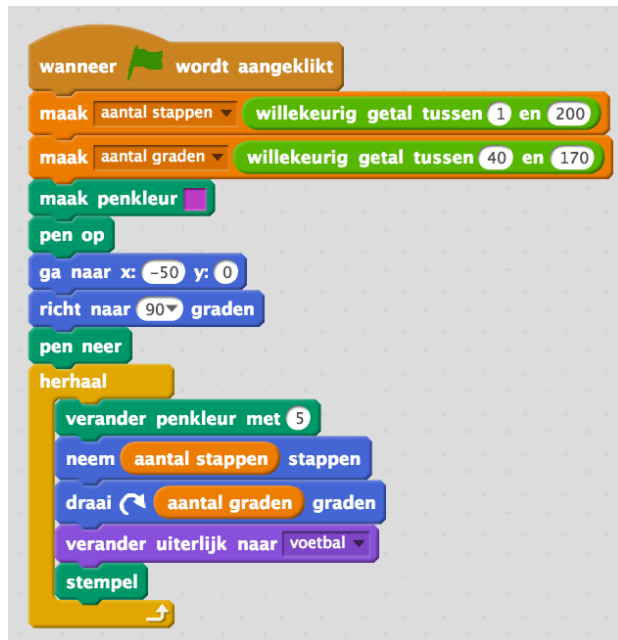 wanneer wordt aangeklikt
maak aantal stappen willekeurig getal tussen 1 en 200
maak aantal graden willekeurig getal tussen 40 en 170
maak penkleur
pen op
ga naar x: -50 y: 0
richt naar 90 graden
pen neer
herhaal
verander penkleur met 5
neem aantal stappen stappen
draai aantal graden graden
verander uiterlijk naar voetbal
stempel